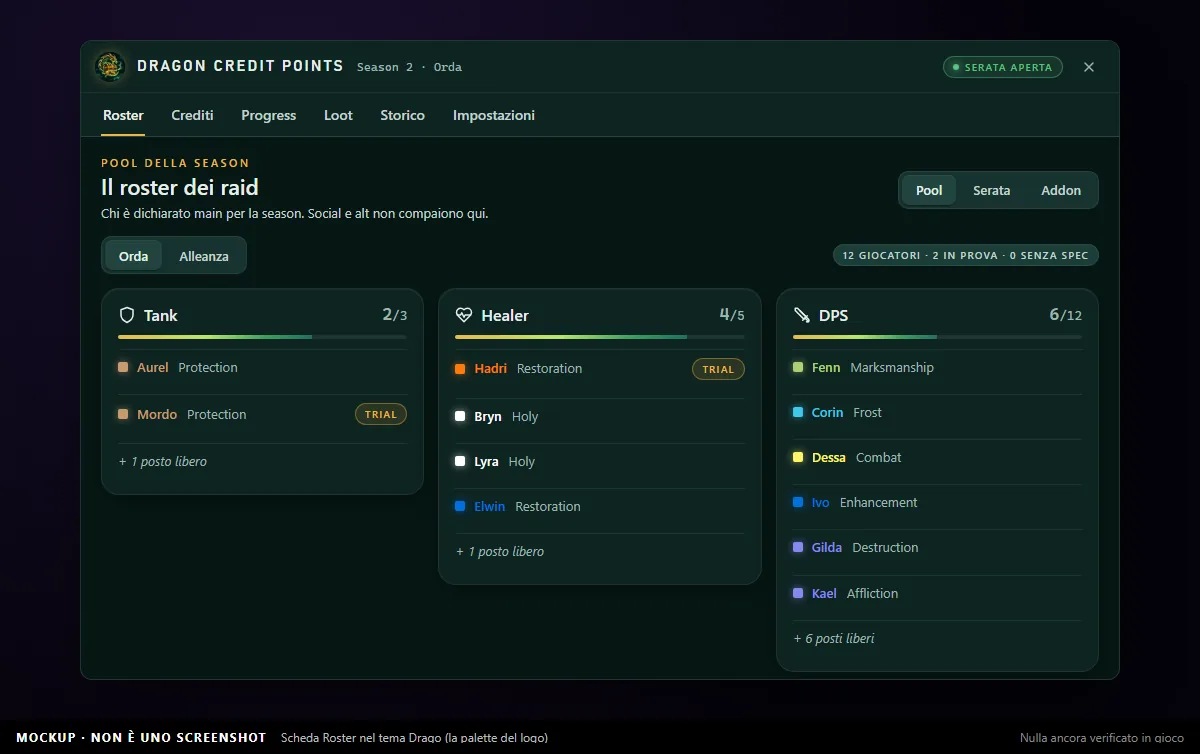 DRAGON CREDIT POINTS Season 2 · Orda SERATA APERTA
Roster Crediti Progress Loot Storico Impostazioni
POOL DELLA SEASON
Il roster dei raid
Chi è dichiarato main per la season. Social e alt non compaiono qui.
Pool Serata Addon
Orda Alleanza
12 GIOCATORI · 2 IN PROVA · 0 SENZA SPEC
Tank 2/3
Aurel Protection
Mordo Protection TRIAL
+ 1 posto libero
Healer 4/5
Hadri Restoration TRIAL
Bryn Holy
Lyra Holy
Elwin Restoration
+ 1 posto libero
DPS 6/12
Fenn Marksmanship
Corin Frost
Dessa Combat
Ivo Enhancement
Gilda Destruction
Kael Affliction
+ 6 posti liberi
MOCKUP · NON È UNO SCREENSHOT Scheda Roster nel tema Drago (la palette del logo) Nulla ancora verificato in gioco